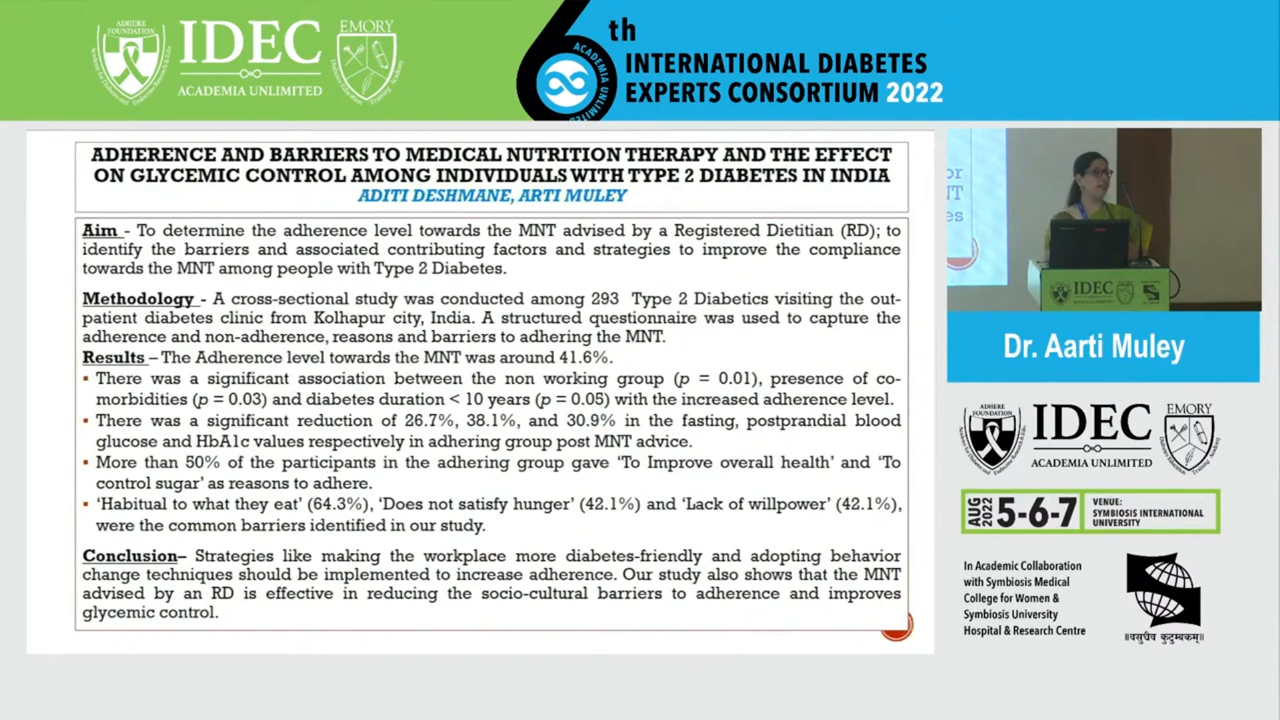 ADHERE
FOUNDATION
IDEC
ACADEMIA UNLIMITED
EMORY
6th
ACADEMIA UNLIMITED
INTERNATIONAL DIABETES
EXPERTS CONSORTIUM 2022
ADHERENCE AND BARRIERS TO MEDICAL NUTRITION THERAPY AND THE EFFECT
ON GLYCEMIC CONTROL AMONG INDIVIDUALS WITH TYPE 2 DIABETES IN INDIA
ADITI DESHMANE, ARTI MULEY
Aim - To determine the adherence level towards the MNT advised by a Registered Dietitian (RD); to
identify the barriers and associated contributing factors and strategies to improve the compliance
towards the MNT among people with Type 2 Diabetes.
Methodology - A cross-sectional study was conducted among 293 Type 2 Diabetics visiting the out-
patient diabetes clinic from Kolhapur city, India. A structured questionnaire was used to capture the
adherence and non-adherence, reasons and barriers to adhering the MNT.
Results – The Adherence level towards the MNT was around 41.6%.
▪ There was a significant association between the non working group (p = 0.01), presence of co-
morbidities (p = 0.03) and diabetes duration < 10 years (p = 0.05) with the increased adherence level.
▪ There was a significant reduction of 26.7%, 38.1%, and 30.9% in the fasting, postprandial blood
glucose and HbA1c values respectively in adhering group post MNT advice.
▪ More than 50% of the participants in the adhering group gave 'To Improve overall health' and 'To
control sugar' as reasons to adhere.
▪ 'Habitual to what they eat' (64.3%), 'Does not satisfy hunger' (42.1%) and 'Lack of willpower' (42.1%),
were the common barriers identified in our study.
Conclusion– Strategies like making the workplace more diabetes-friendly and adopting behavior
change techniques should be implemented to increase adherence. Our study also shows that the MNT
advised by an RD is effective in reducing the socio-cultural barriers to adherence and improves
glycemic control.
or
NT
es
IDEC
Dr. Aarti Muley
ADHERE
FOUNDATION
IDEC
ACADEMIA UNLIMITED
EMORY
AUG
2022
5-6-7
VENUE:
SYMBIOSIS INTERNATIONAL
UNIVERSITY
In Academic Collaboration
with Symbiosis Medical
College for Women &
Symbiosis University
Hospital & Research Centre
॥वसुधैव कुटुम्बकम्॥